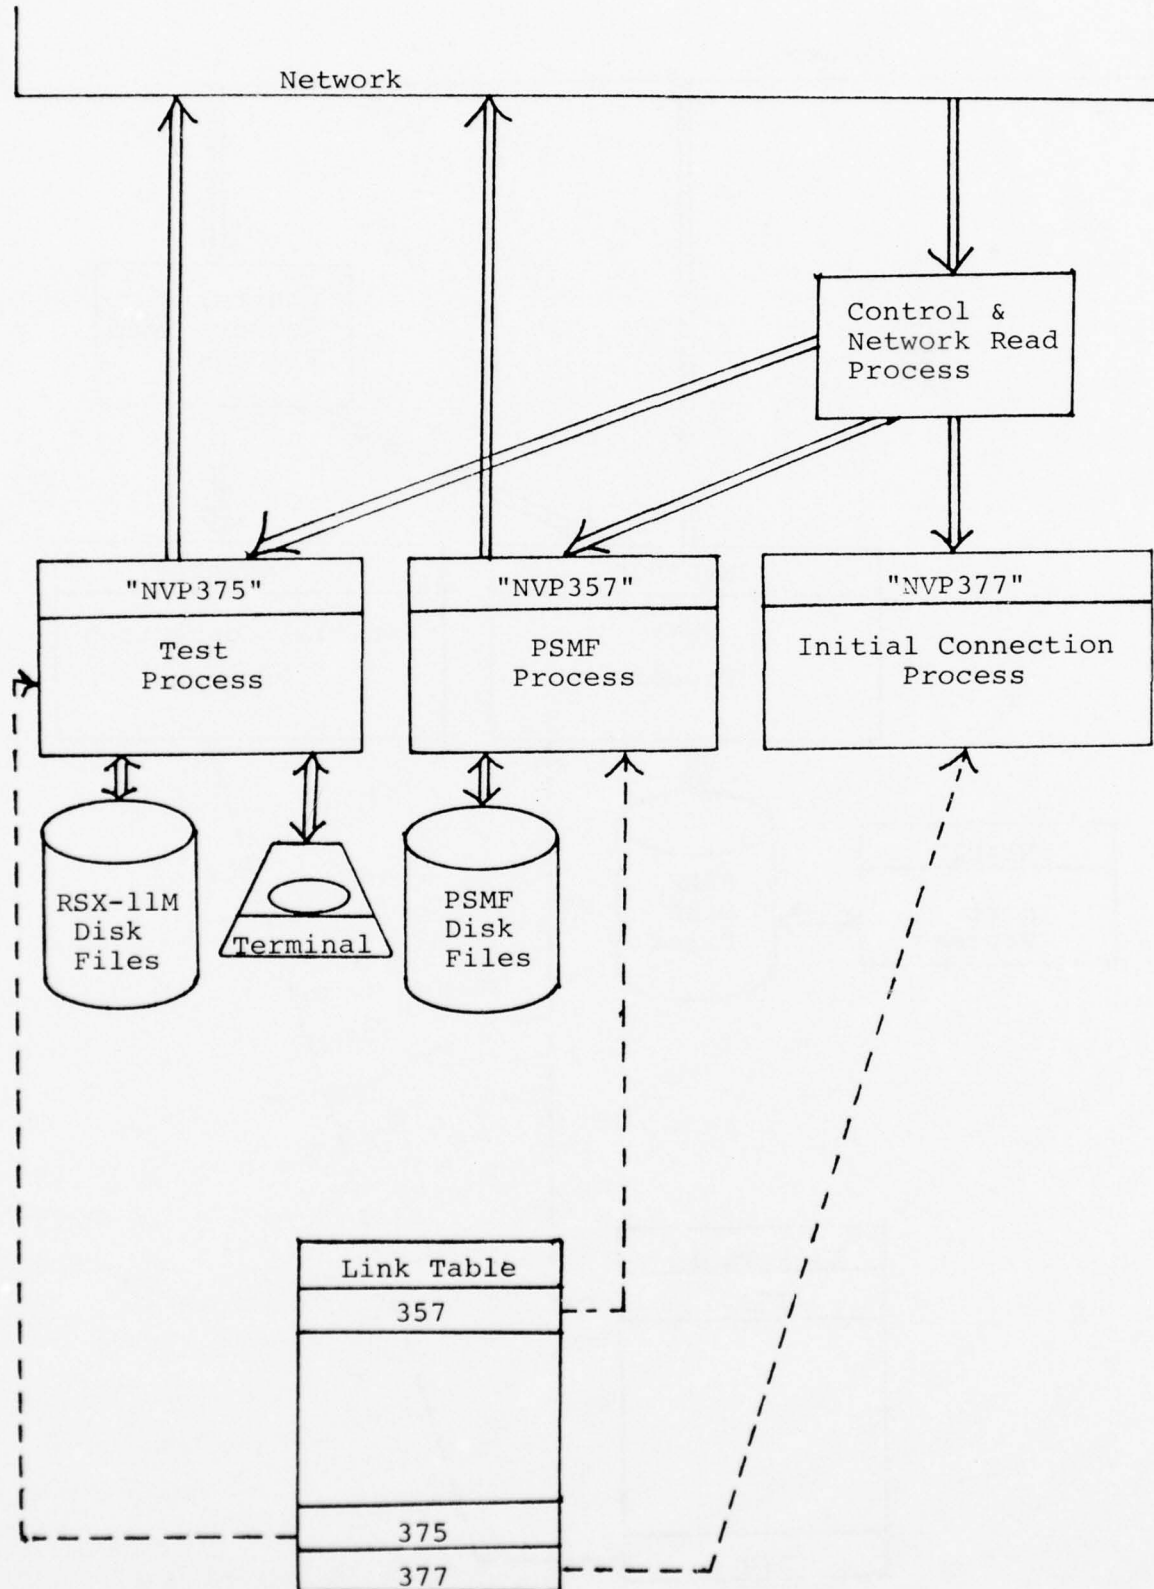 Network
Control &
Network Read
Process
"NVP375"
Test
Process
"NVP357"
PSMF
Process
"NVP377"
Initial Connection
Process
RSX-11M
Disk
Files
Terminal
PSMF
Disk
Files
Link Table
357
375
377